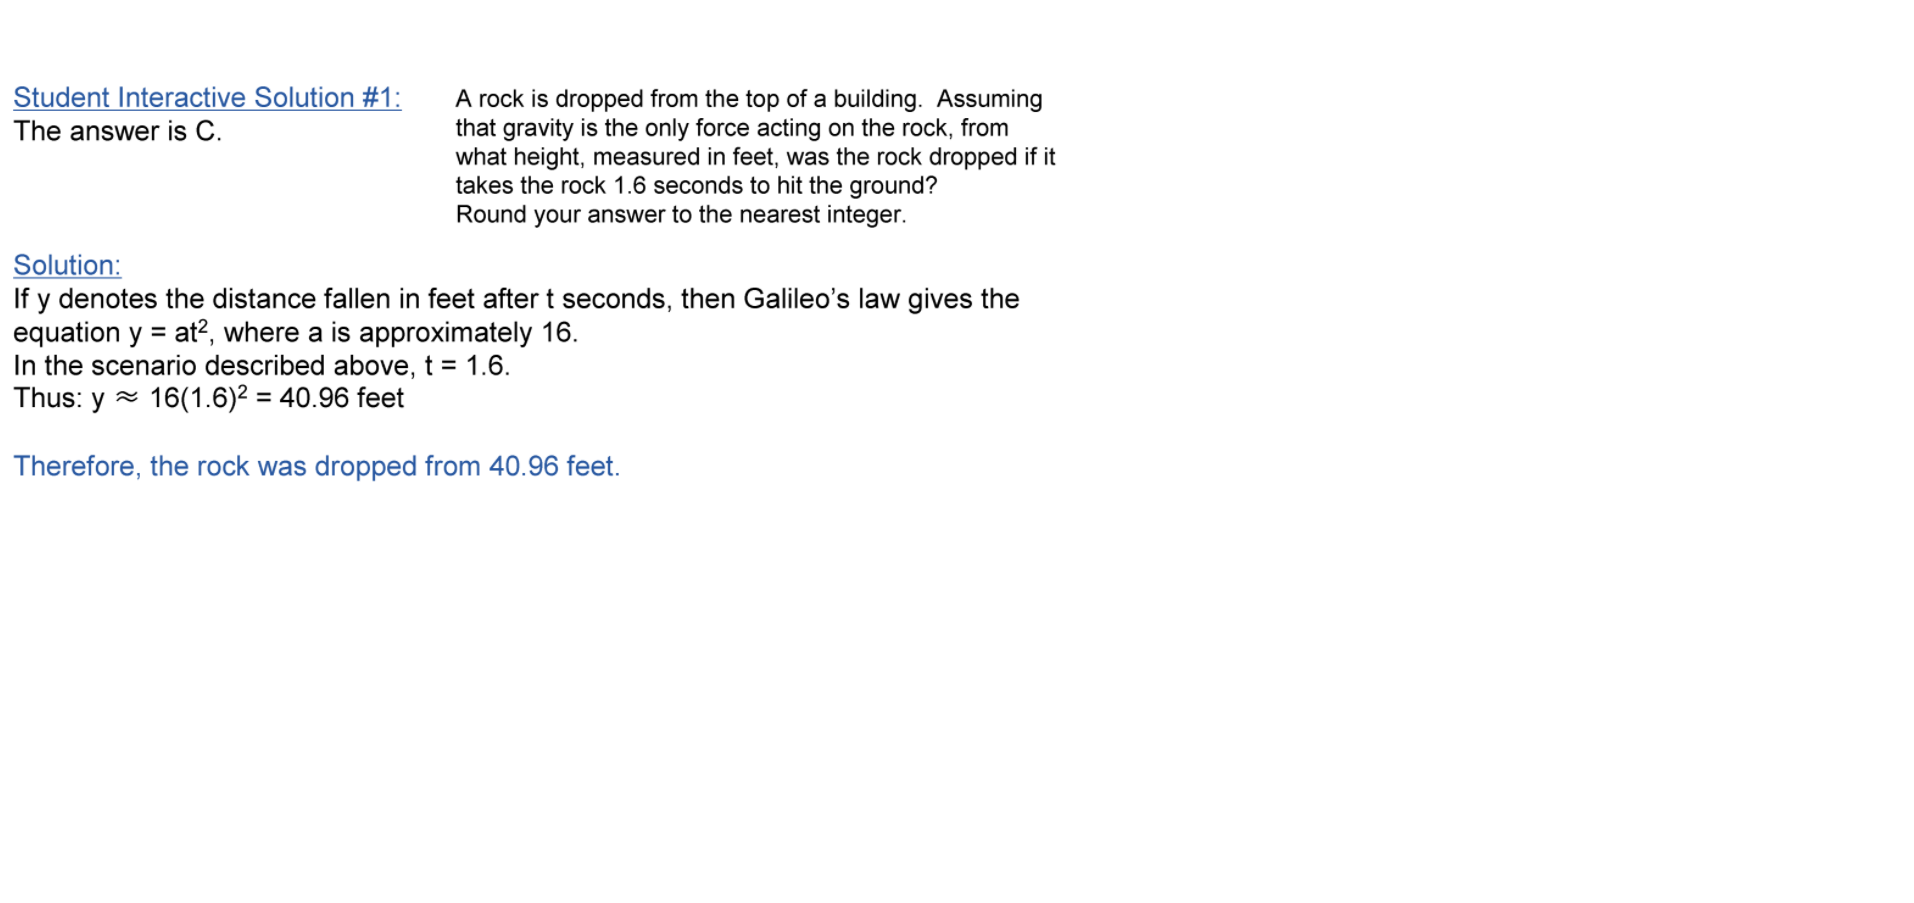 Student Interactive Solution #1:
The answer is C.
A rock is dropped from the top of a building.  Assuming
that gravity is the only force acting on the rock, from
what height, measured in feet, was the rock dropped if it
takes the rock 1.6 seconds to hit the ground?
Round your answer to the nearest integer.
Solution:
If y denotes the distance fallen in feet after t seconds, then Galileo’s law gives the
equation y = at², where a is approximately 16.
In the scenario described above, t = 1.6.
Thus: y ≈ 16(1.6)² = 40.96 feet
Therefore, the rock was dropped from 40.96 feet.